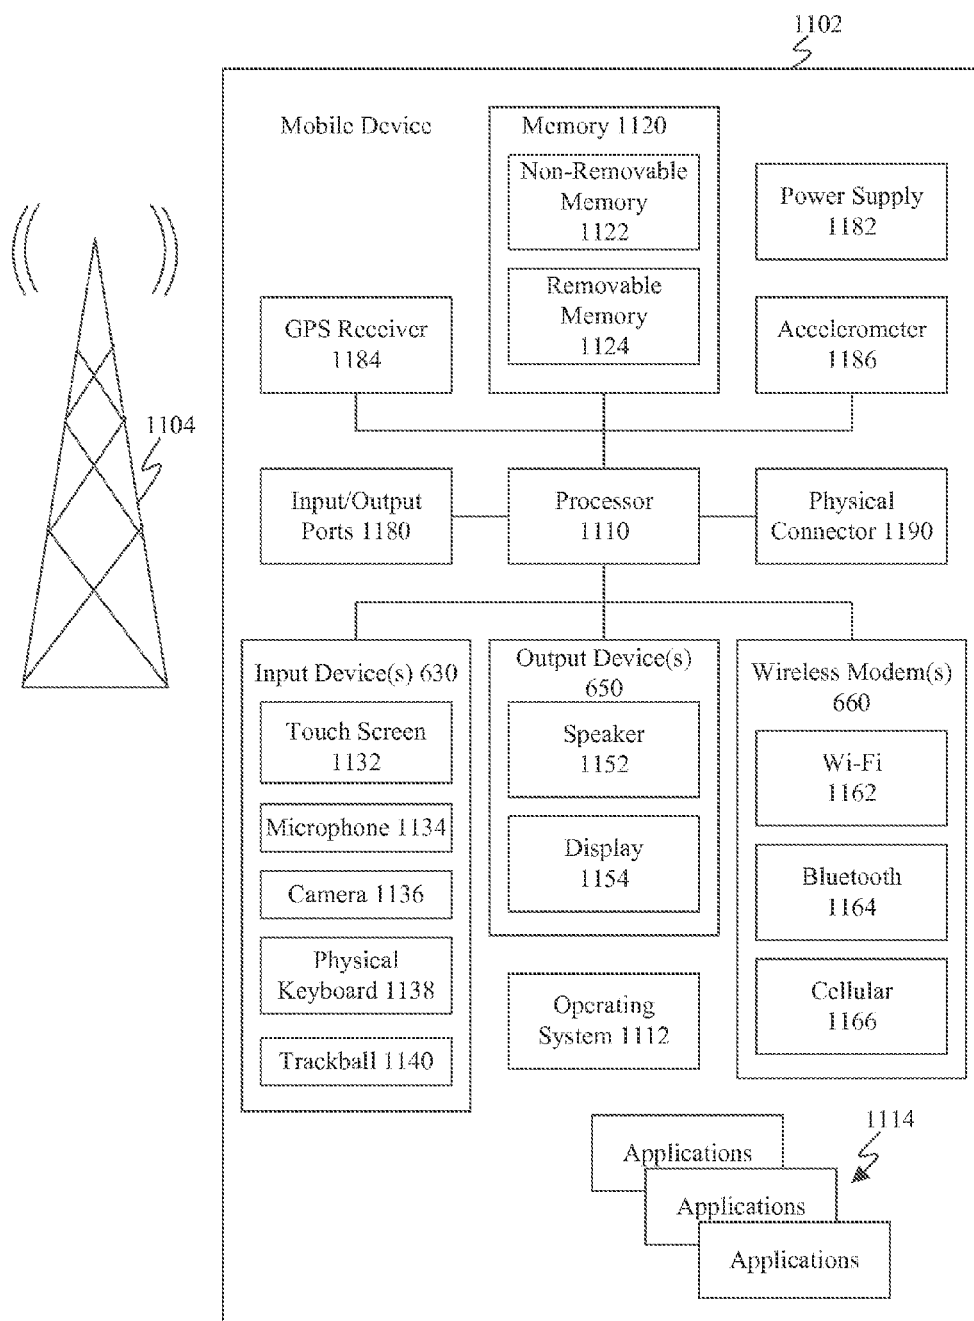 1102
Mobile Device
Memory 1120
Non-Removable
Memory
1122
Removable
Memory
1124
Power Supply
1182
GPS Receiver
1184
Accelerometer
1186
1104
Input/Output
Ports 1180
Processor
1110
Physical
Connector 1190
Input Device(s) 630
Touch Screen
1132
Microphone 1134
Camera 1136
Physical
Keyboard 1138
Trackball 1140
Output Device(s)
650
Speaker
1152
Display
1154
Wireless Modem(s)
660
Wi-Fi
1162
Bluetooth
1164
Cellular
1166
Operating
System 1112
1114
Applications
Applications
Applications